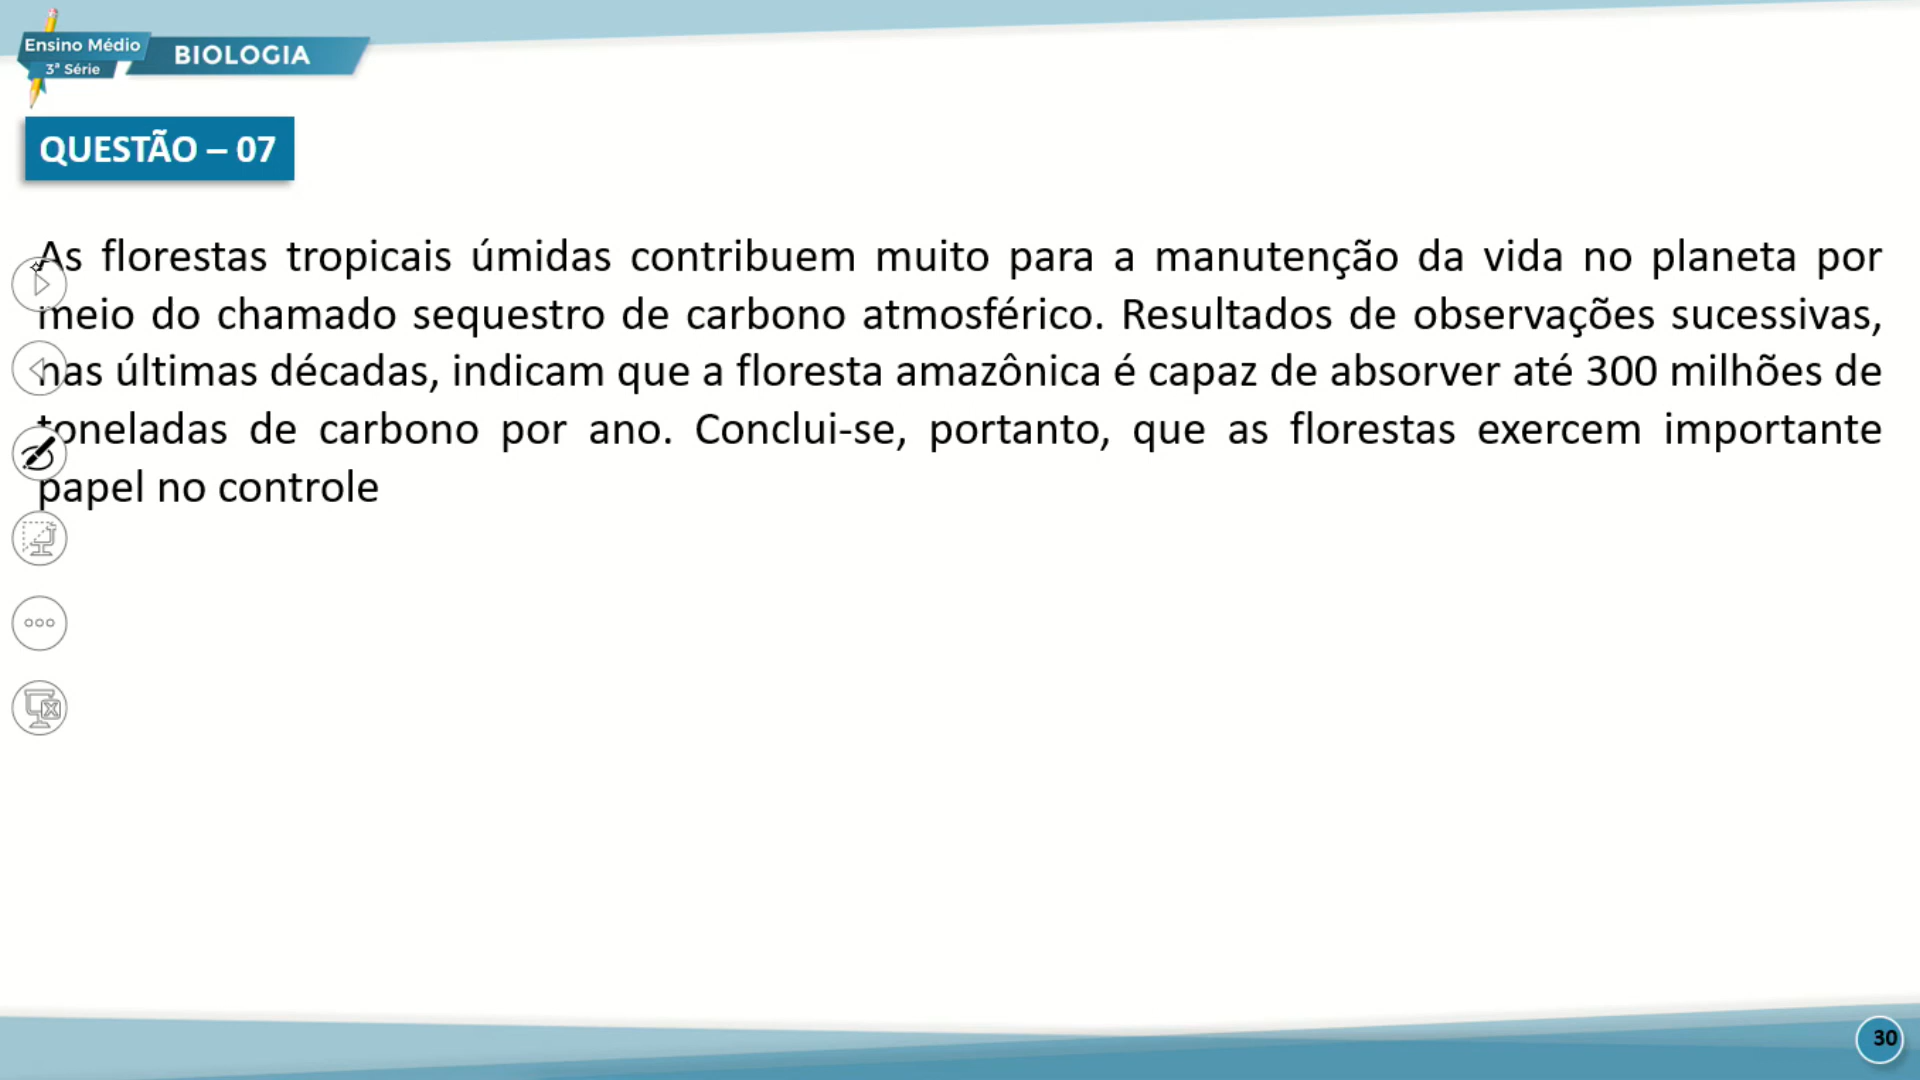 Ensino Médio
3ª Série
BIOLOGIA
QUESTÃO – 07
As florestas tropicais úmidas contribuem muito para a manutenção da vida no planeta por
meio do chamado sequestro de carbono atmosférico. Resultados de observações sucessivas,
nas últimas décadas, indicam que a floresta amazônica é capaz de absorver até 300 milhões de
toneladas de carbono por ano. Conclui-se, portanto, que as florestas exercem importante
papel no controle
30